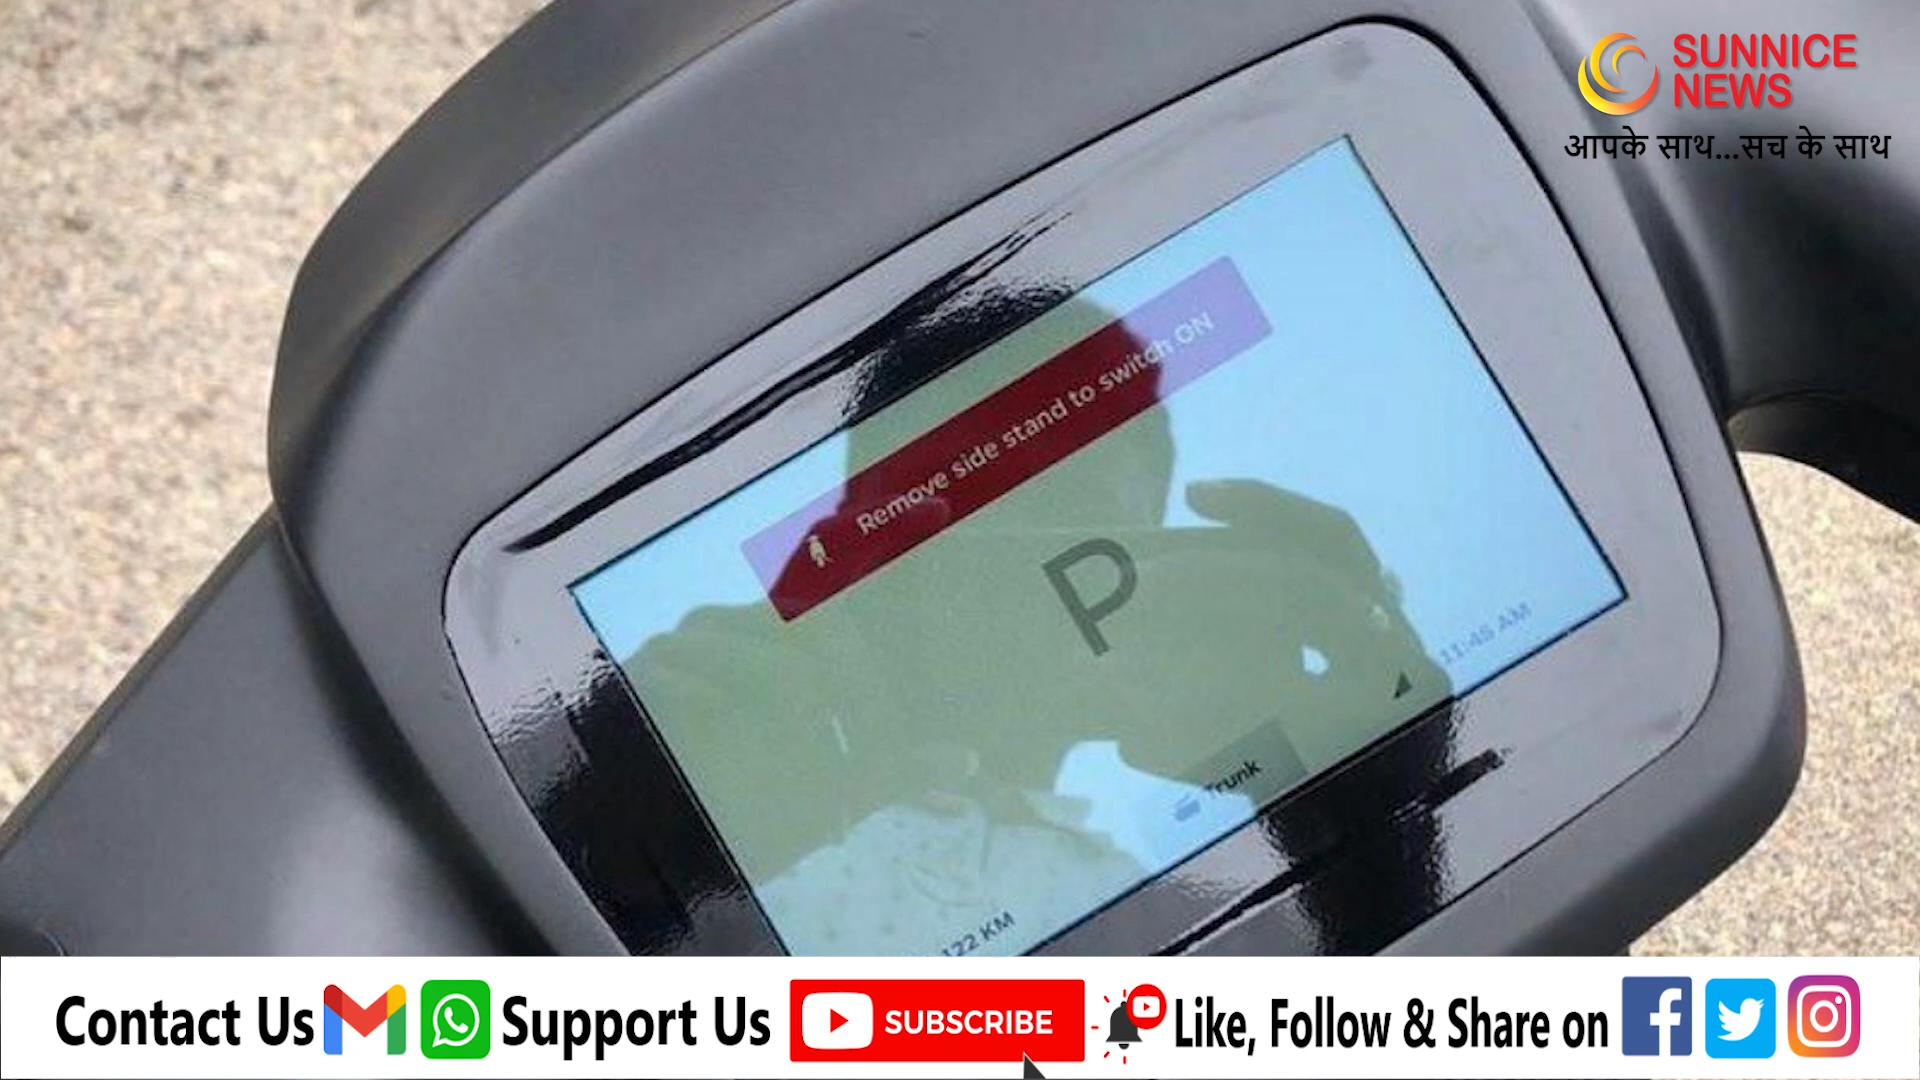 SUNNICE
NEWS
आपके साथ...सच के साथ
Remove side stand to switch ON
P
11:45 AM
Trunk
122 KM
Contact Us Support Us SUBSCRIBE Like, Follow & Share on